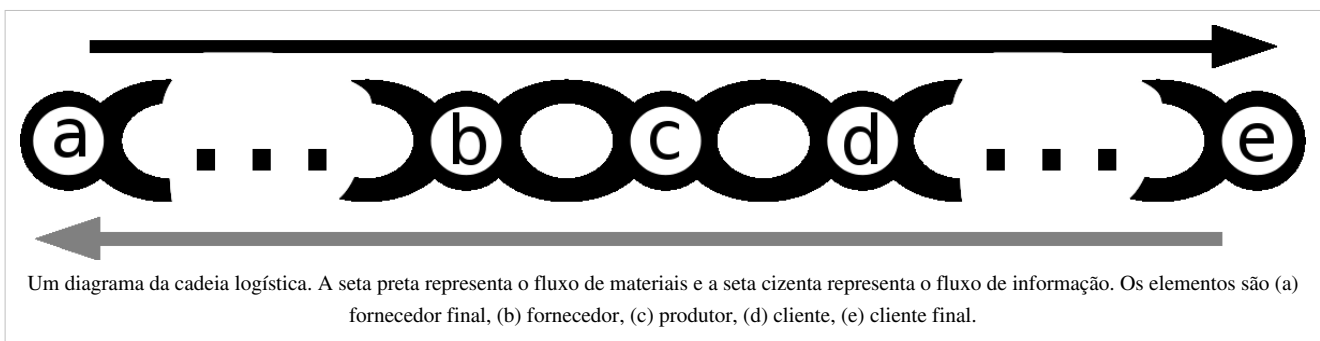 a ... b c d ... e
Um diagrama da cadeia logística. A seta preta representa o fluxo de materiais e a seta cizenta representa o fluxo de informação. Os elementos são (a)
fornecedor final, (b) fornecedor, (c) produtor, (d) cliente, (e) cliente final.